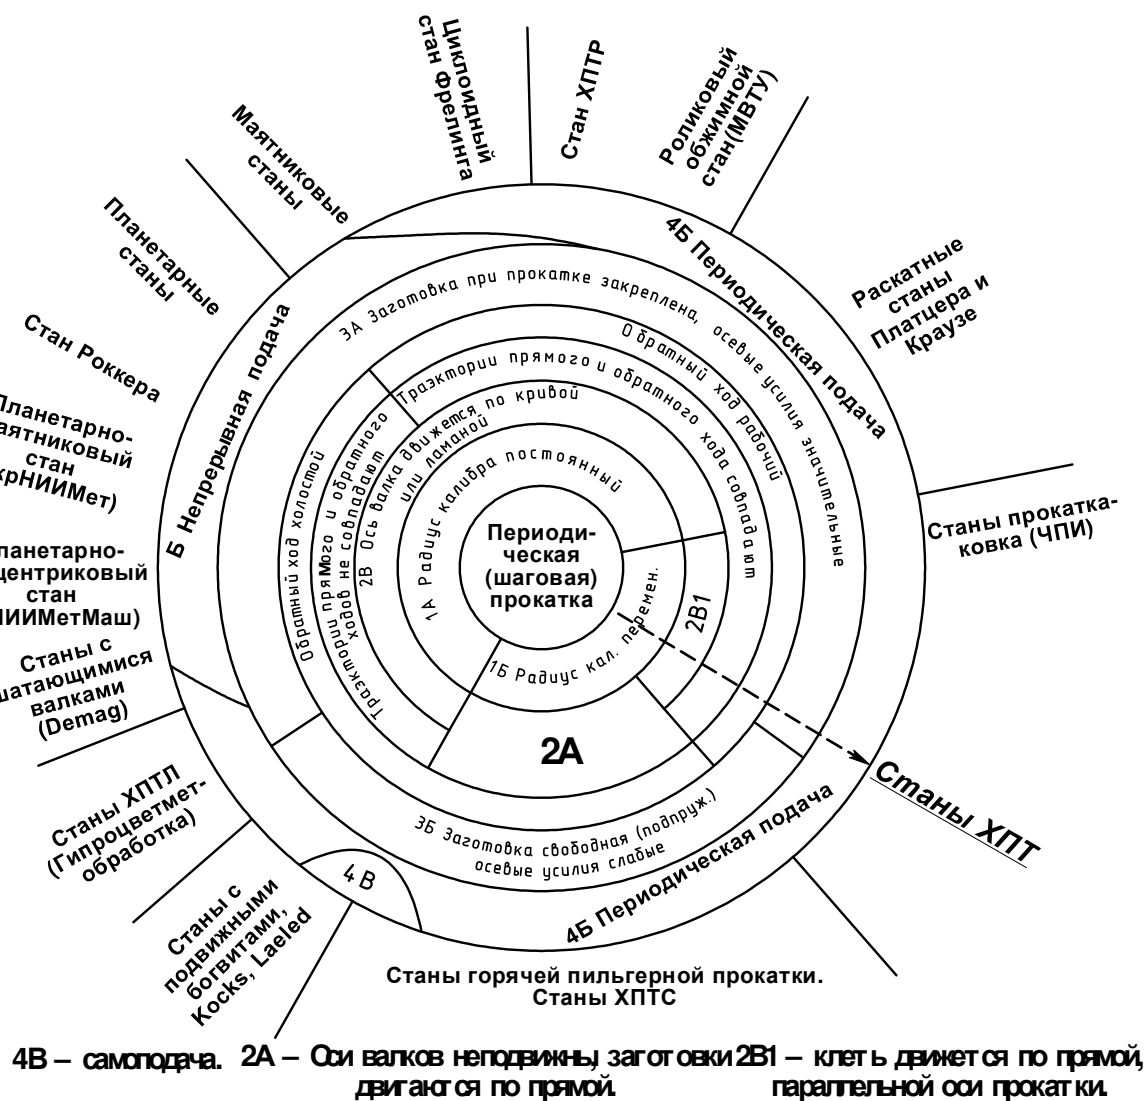 Циклоидный
стан Фрелинга
Стан ХПТР
Роликовый
обжимной
стан(МВТУ)
Маятниковые
станы
Планетарные
станы
Раскатные
станы
Платцера и
Краузе
Стан Роккера
Планетарно-
стан
Станы прокатка-
ковка (ЧПИ)
стан
Станы с
валками
(Demag)
Станы ХПТЛ
(Гипроцветмет-
обработка)
Станы с
подвижными
богвитами,
Kocks, Laeled
Станы горячей пильгерной прокатки.
Станы ХПТС
Станы ХПТ
Б Непрерывная подача
4Б Периодическая подача
4Б Периодическая подача
4В
3А Заготовка при прокатке закреплена, осевые усилия значительные
3Б Заготовка свободная (подпруж.)
осевые усилия слабые
Обратный ход рабочий
Обратный ход холостой
Траэктории прямого и обратного хода совпадают
Траэктории прямого и обратного
ходов не совпадают
2В Ось валка движется по кривой
или ламаной
2В1
2А
1А Радиус калибра постоянный
1Б Радиус кал. перемен.
Периоди-
ческая
(шаговая)
прокатка
4В – самоподача.
2А – Оси валков неподвижны, заготовки
двигаются по прямой.
2В1 – клеть движется по прямой,
параллельной оси прокатки.